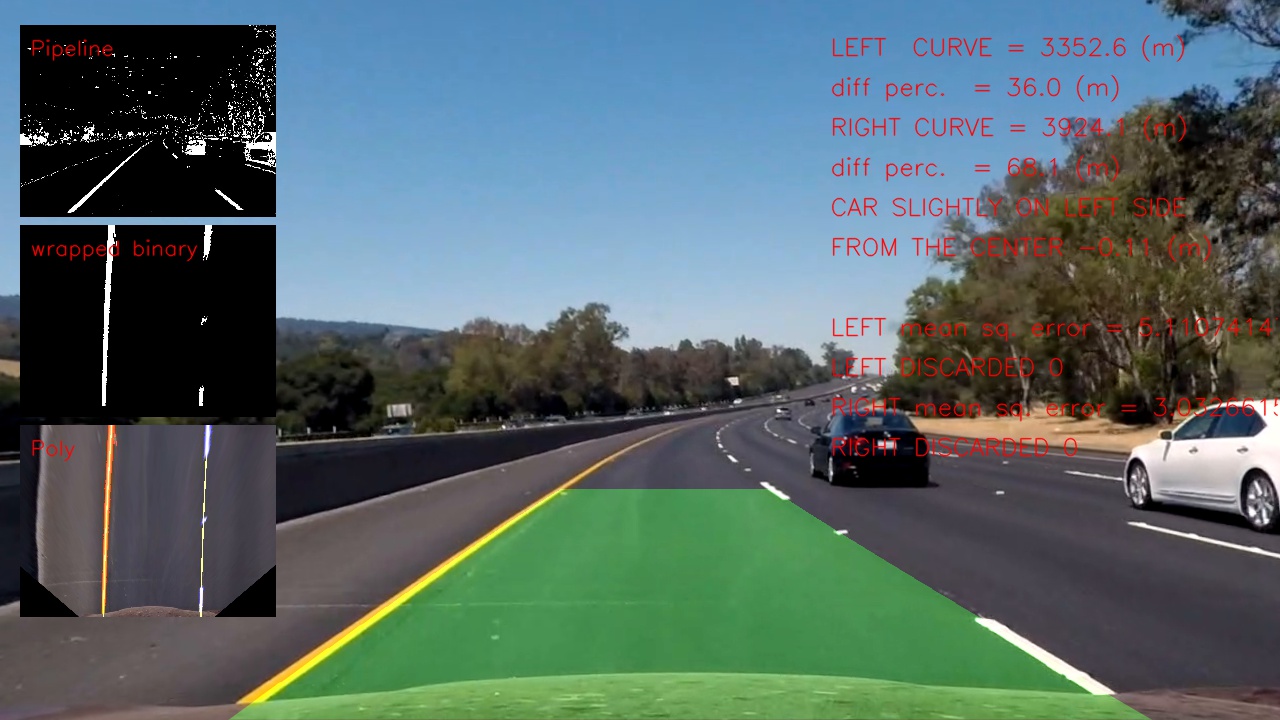 Pipeline
wrapped binary
Poly
LEFT CURVE = 3352.6 (m)
diff perc. = 36.0 (m)
RIGHT CURVE = 3924.1 (m)
diff perc. = 68.1 (m)
CAR SLIGHTLY ON LEFT SIDE
FROM THE CENTER -0.11 (m)
LEFT mean sq. error = 5.1107414
LEFT DISCARDED 0
RIGHT mean sq. error = 3.0326615
RIGHT DISCARDED 0